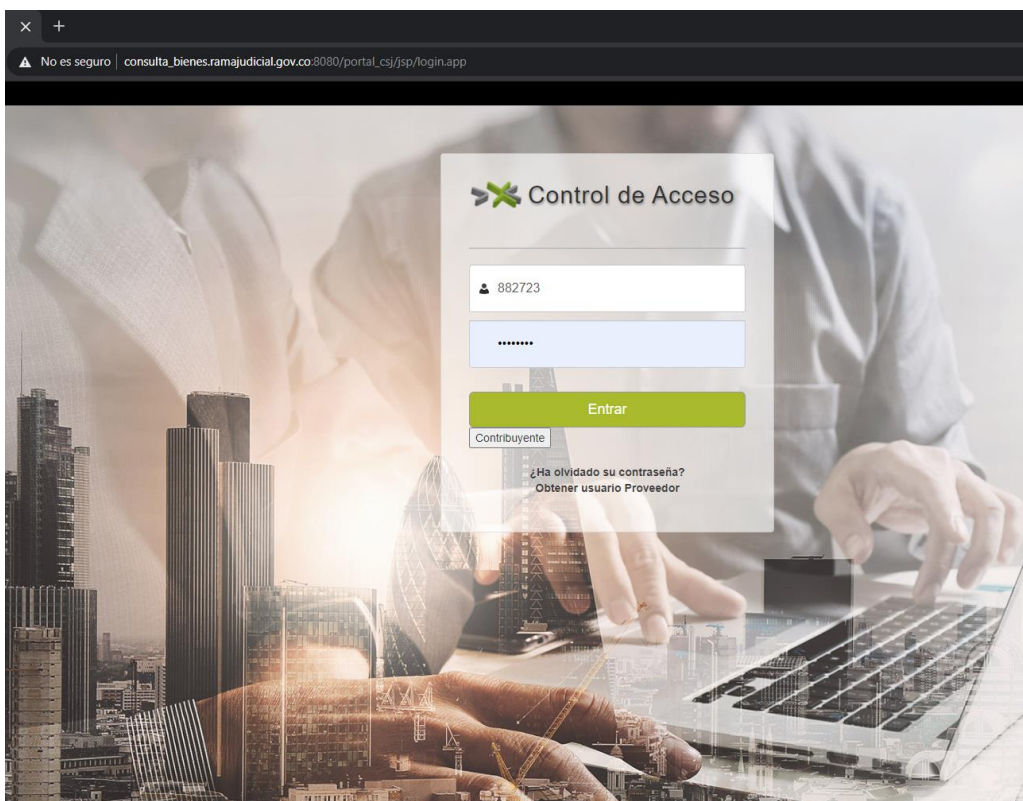 No es seguro | consulta_bienes.ramajudicial.gov.co:8080/portal_csj/jsp/login.app
Control de Acceso
882723
••••••••
Entrar
Contribuyente
¿Ha olvidado su contraseña?
Obtener usuario Proveedor